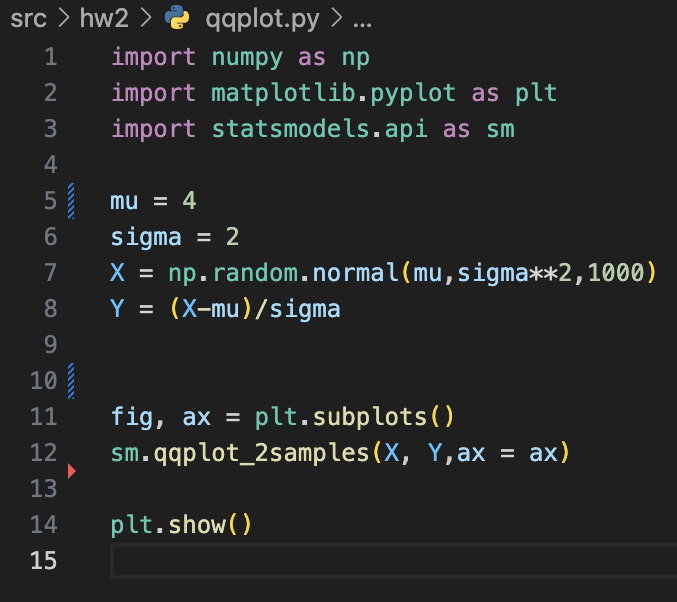 src > hw2 > qqplot.py > ...
1 import numpy as np
2 import matplotlib.pyplot as plt
3 import statsmodels.api as sm
4
5 mu = 4
6 sigma = 2
7 X = np.random.normal(mu,sigma**2,1000)
8 Y = (X-mu)/sigma
9
10
11 fig, ax = plt.subplots()
12 sm.qqplot_2samples(X, Y,ax = ax)
13
14 plt.show()
15